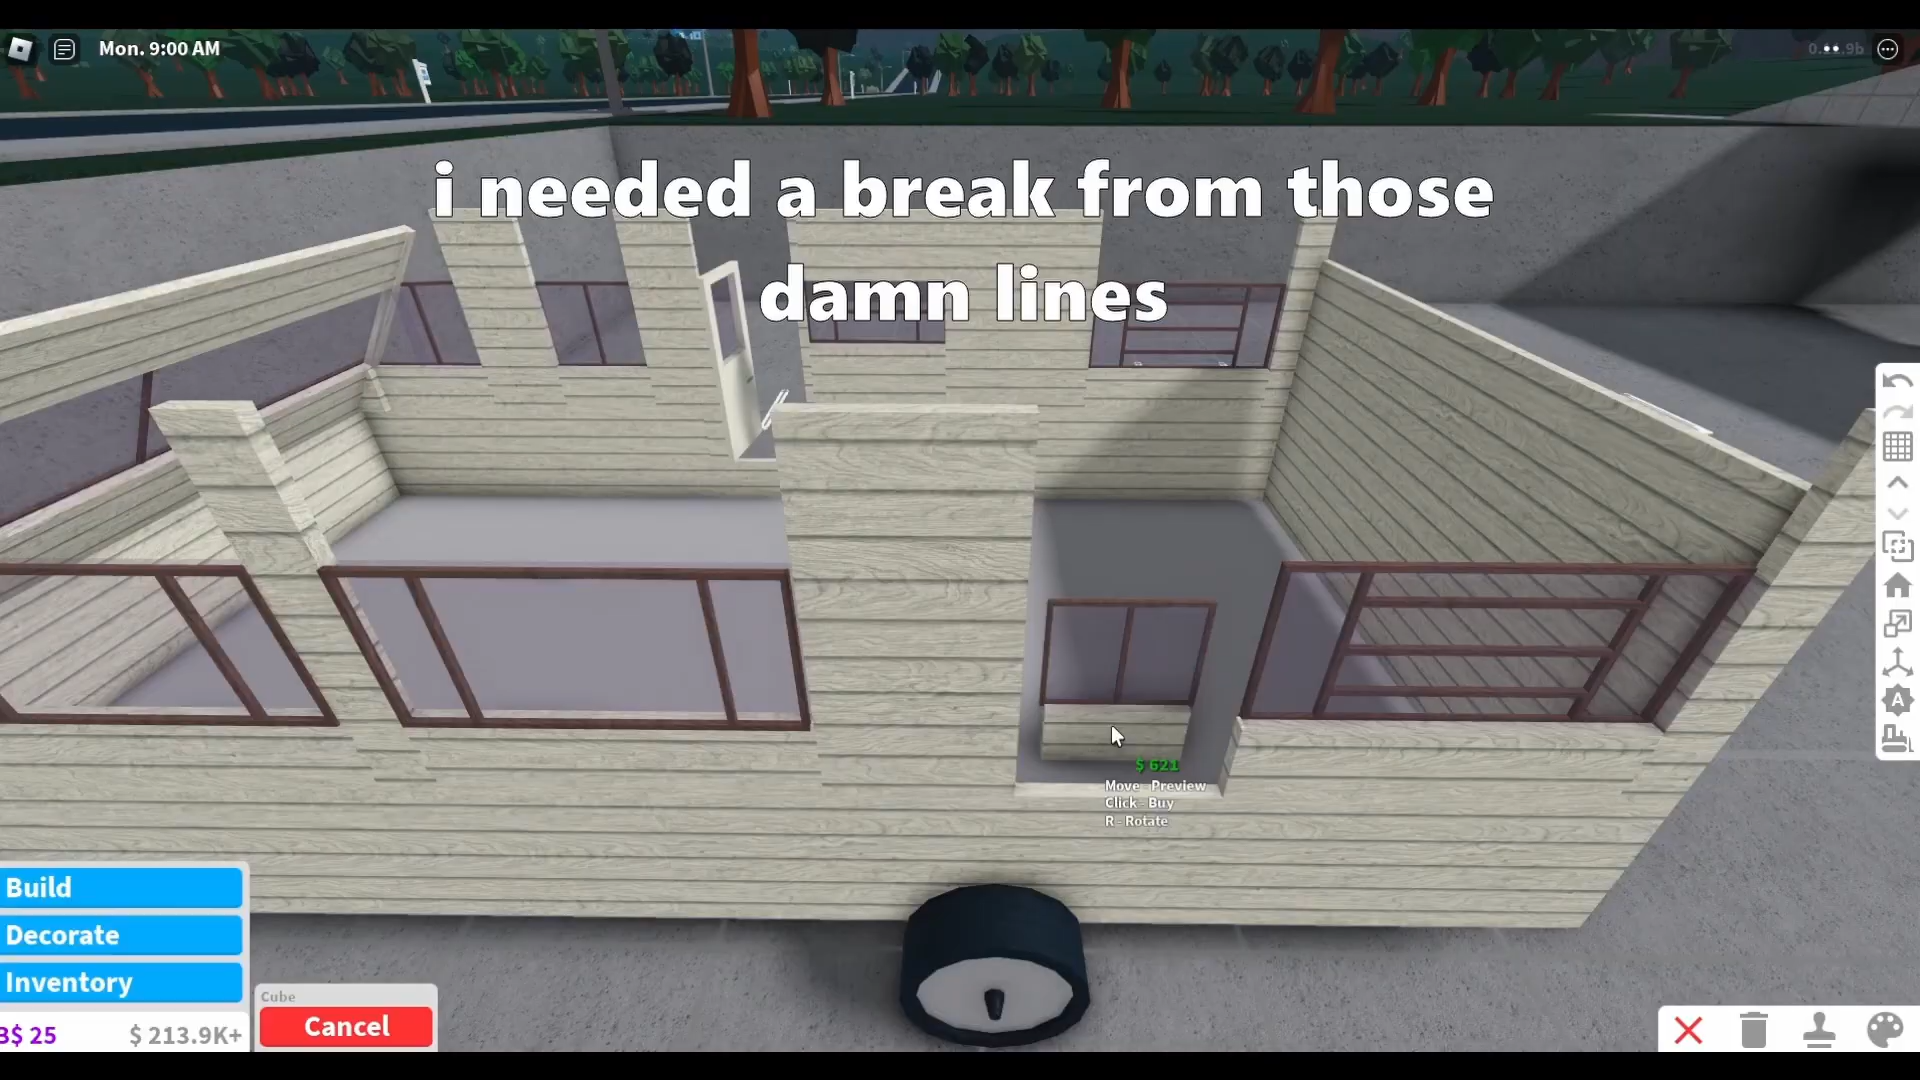 Mon. 9:00 AM
i needed a break from those
damn lines
$ 621
Move - Preview
Click - Buy
R - Rotate
Build
Decorate
Inventory
B$ 25
$ 213.9K+
Cube
Cancel
A